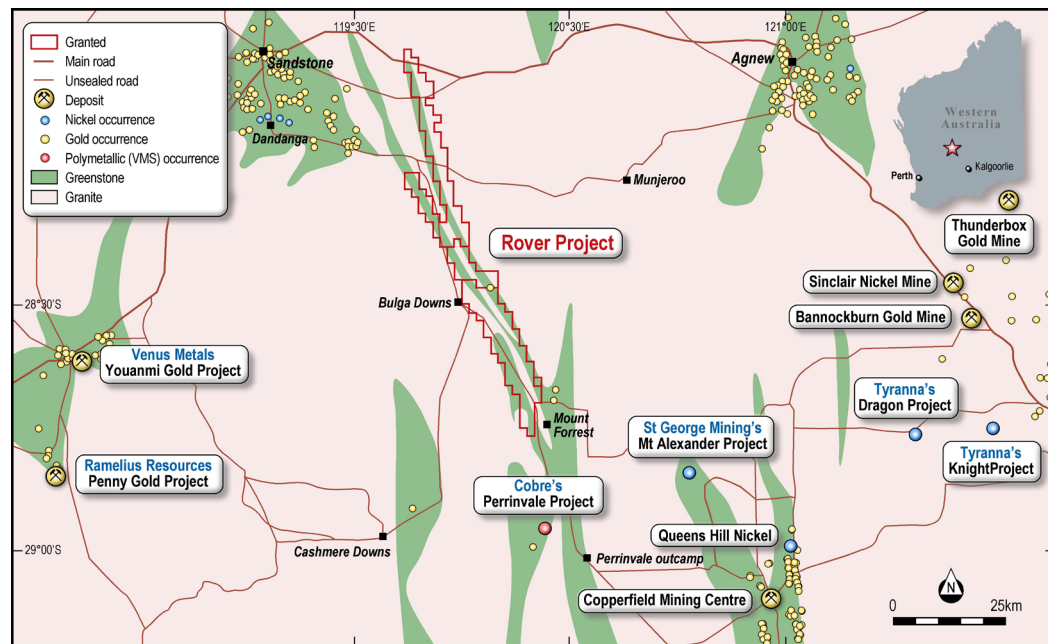 119°30'E
120°30'E
121°00'E
Granted
Main road
Unsealed road
Deposit
Nickel occurrence
Gold occurrence
Polymetallic (VMS) occurrence
Greenstone
Granite
Sandstone
Dandanga
Agnew
Munjeroo
Western
Australia
Kalgoorlie
Perth
Thunderbox
Gold Mine
Rover Project
Sinclair Nickel Mine
Bannockburn Gold Mine
Bulga Downs
28°30'S
Venus Metals
Youanmi Gold Project
Tyranna's
Dragon Project
Mount
Forrest
St George Mining's
Mt Alexander Project
Tyranna's
KnightProject
Ramelius Resources
Penny Gold Project
Cobre's
Perrinvale Project
Queens Hill Nickel
Cashmere Downs
29°00'S
Perrinvale outcamp
Copperfield Mining Centre
N
0
25km